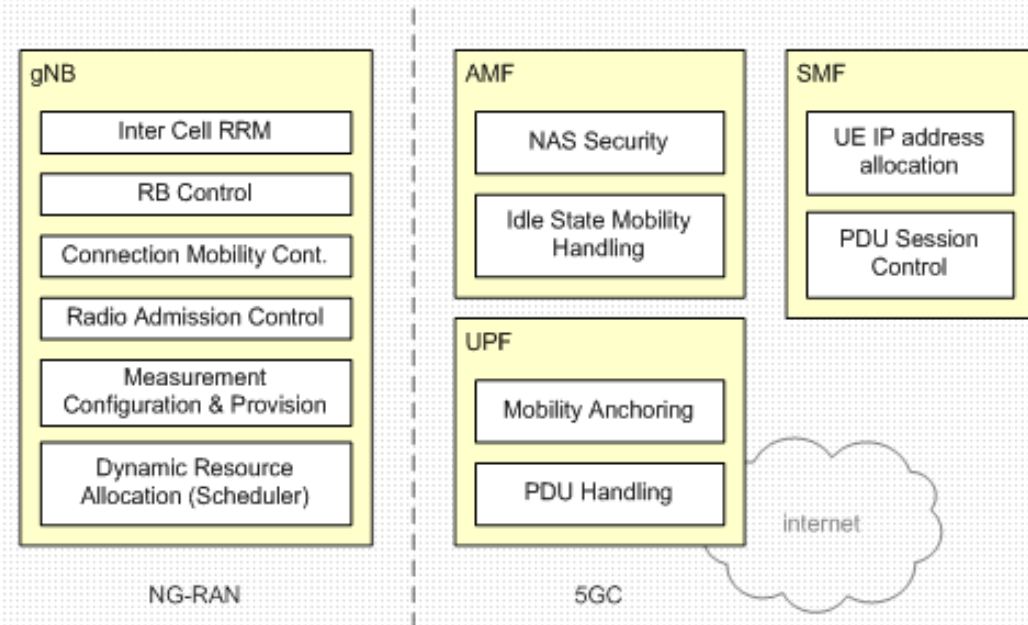 gNB
Inter Cell RRM
RB Control
Connection Mobility Cont.
Radio Admission Control
Measurement
Configuration & Provision
Dynamic Resource
Allocation (Scheduler)
NG-RAN
AMF
NAS Security
Idle State Mobility
Handling
UPF
Mobility Anchoring
PDU Handling
SMF
UE IP address
allocation
PDU Session
Control
internet
5GC